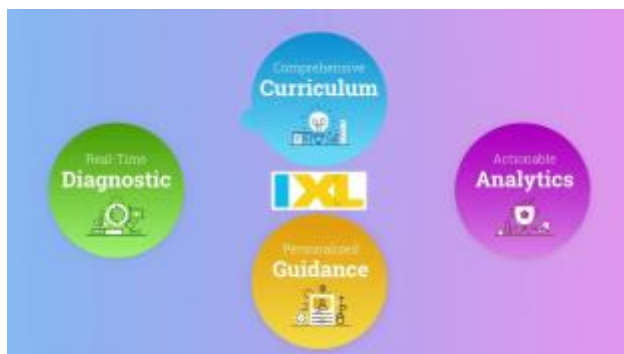 Comprehensive
Curriculum
Real-Time
Diagnostic
IXL
Actionable
Analytics
Personalized
Guidance